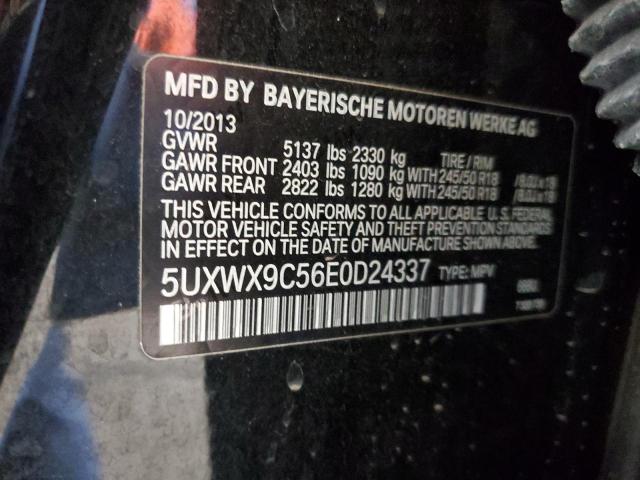 MFD BY BAYERISCHE MOTOREN WERKE AG
10/2013
GVWR 5137 lbs 2330 kg TIRE / RIM
GAWR FRONT 2403 lbs 1090 kg WITH 245/50 R18
GAWR REAR 2822 lbs 1280 kg WITH 245/50 R18
THIS VEHICLE CONFORMS TO ALL APPLICABLE U. S. FEDERAL
MOTOR VEHICLE SAFETY AND THEFT PREVENTION STANDARDS
IN EFFECT ON THE DATE OF MANUFACTURE SHOWN ABOVE.
5UXWX9C56E0D24337 TYPE: MPV